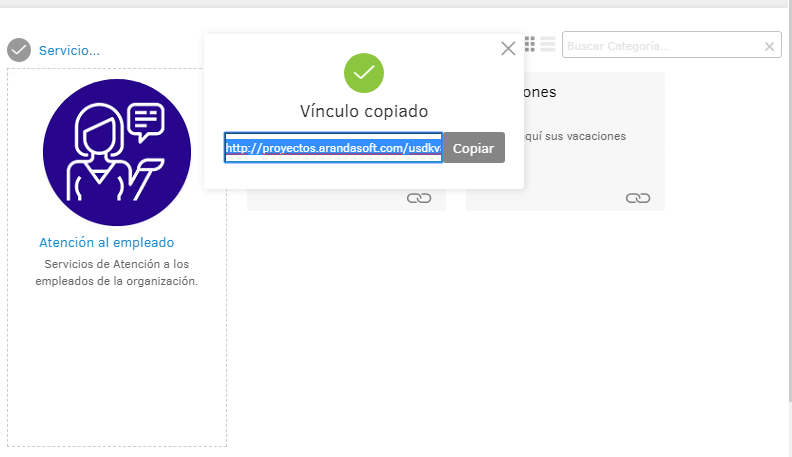 Servicio...
Buscar Categoria...
Vínculo copiado
http://proyectos.arandasoft.com/usdkv
Copiar
ones
quí sus vacaciones
Atención al empleado
Servicios de Atención a los
empleados de la organización.